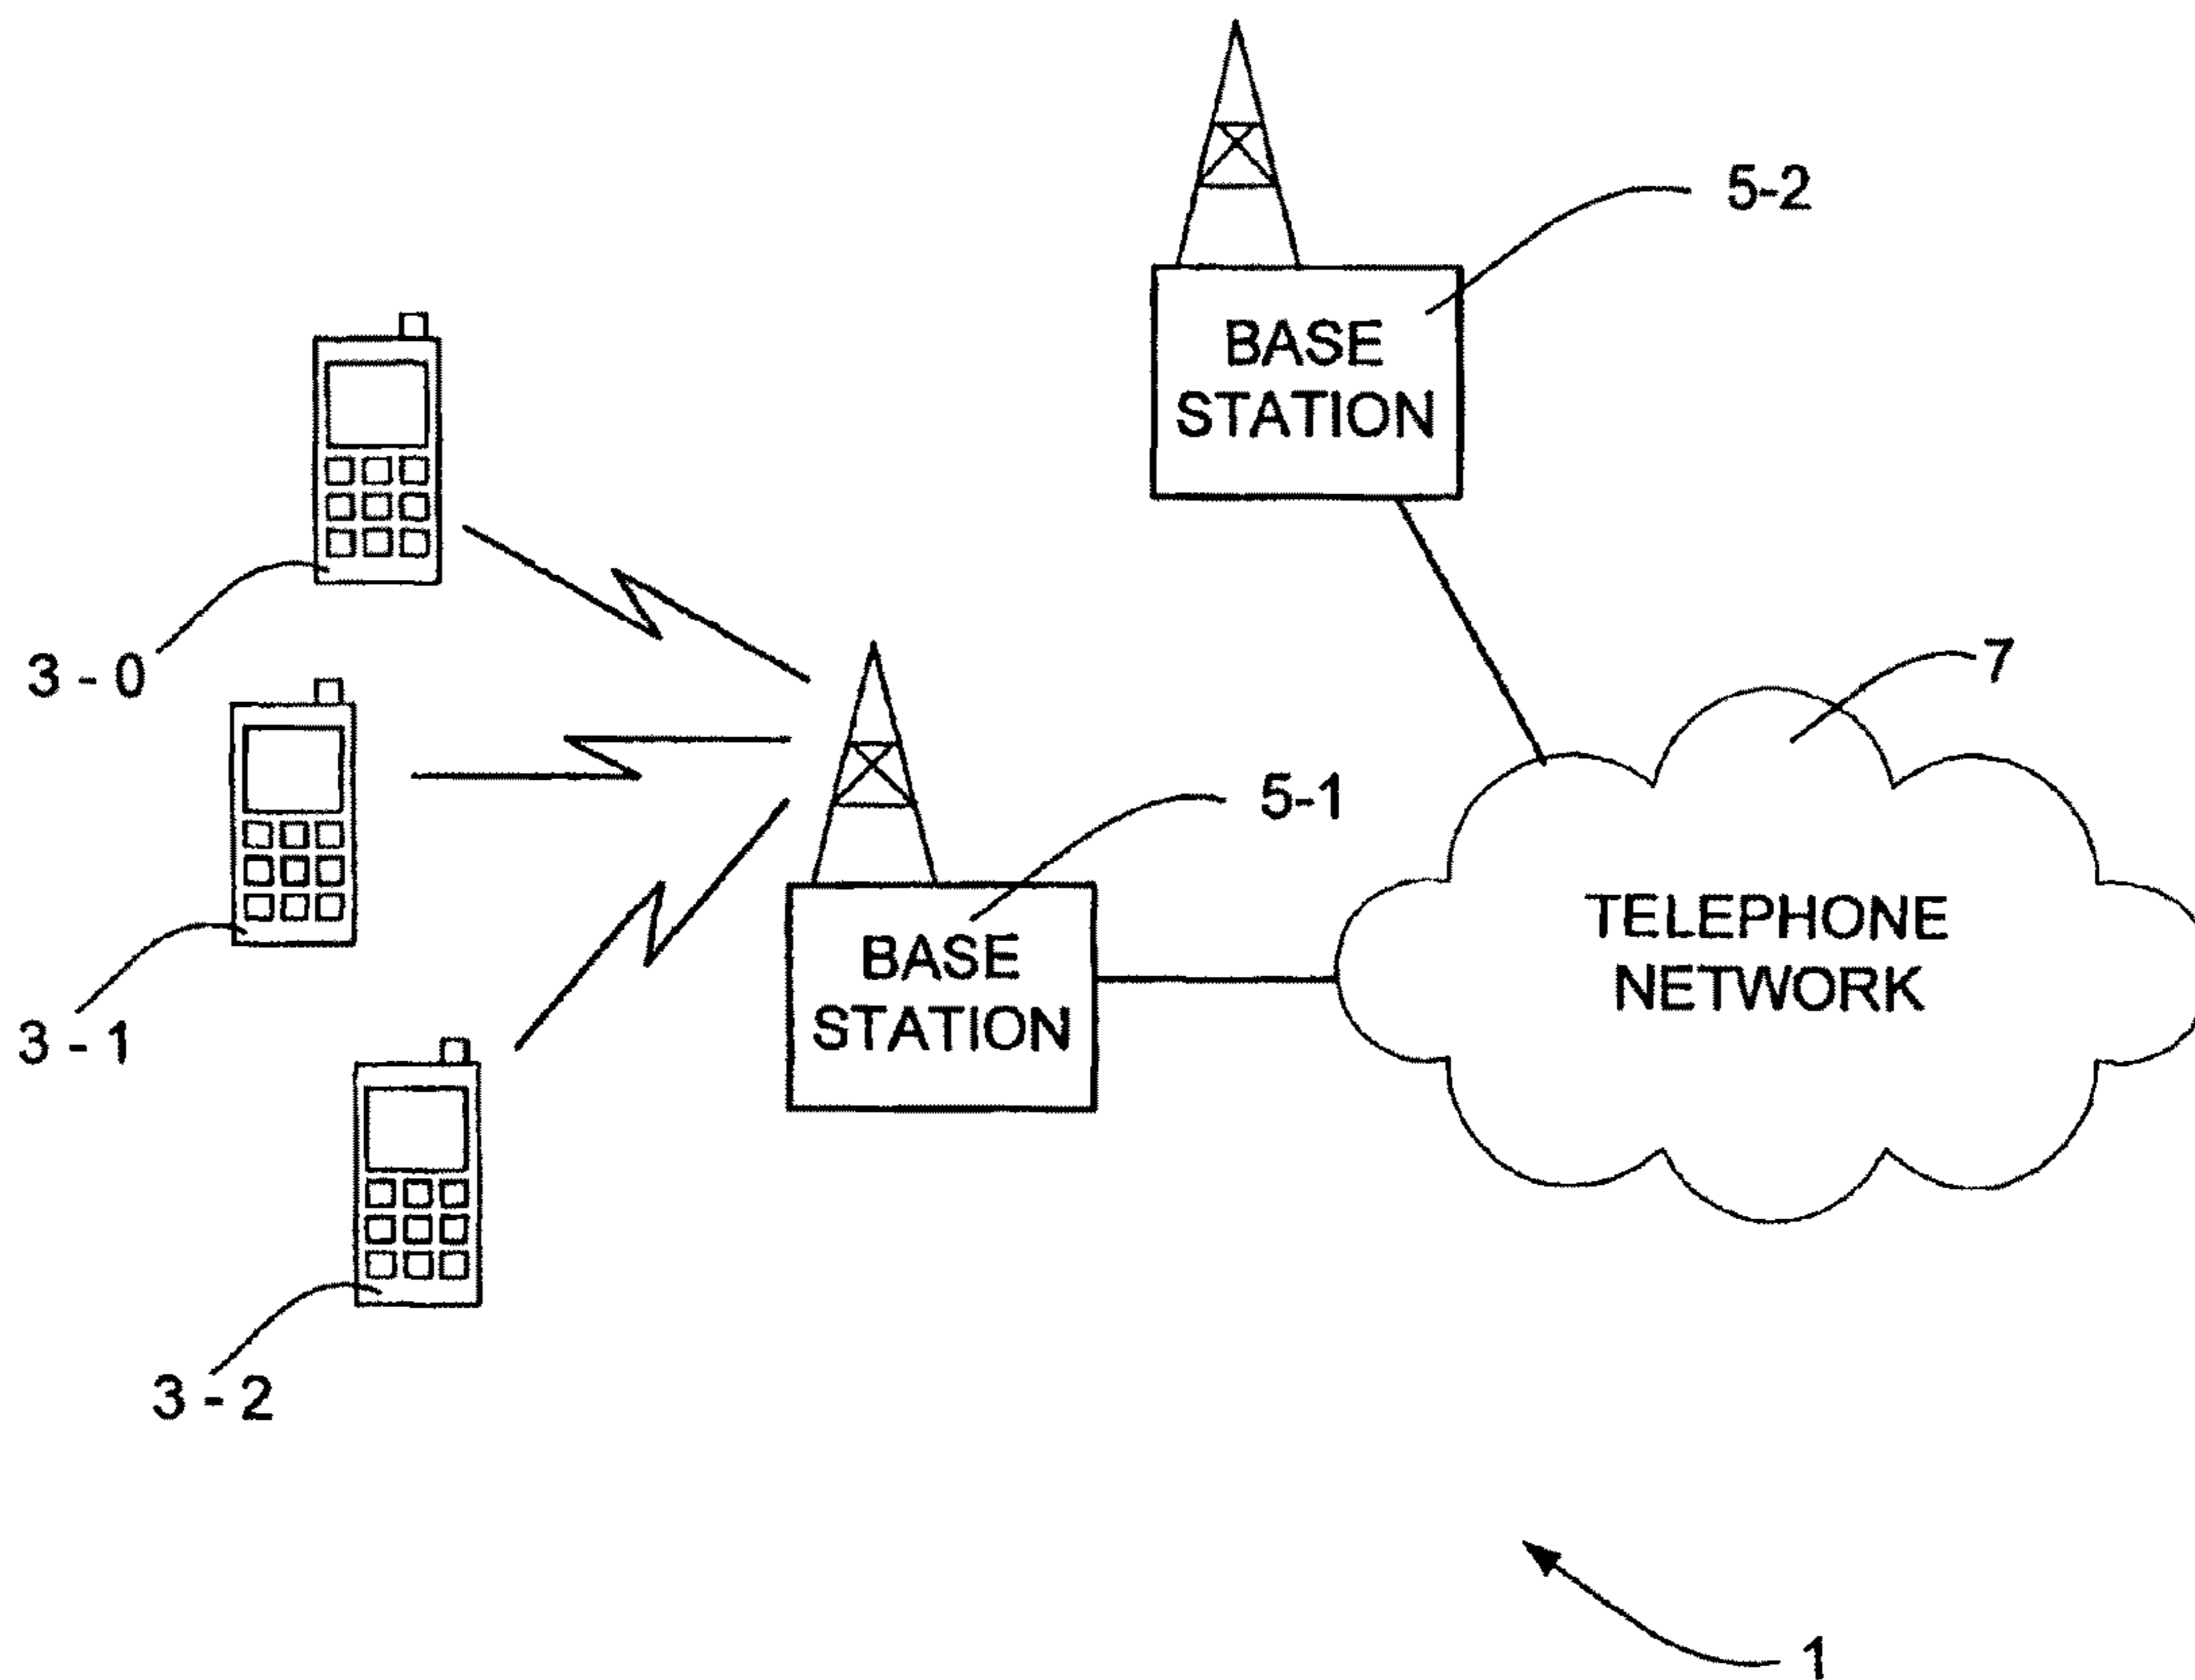 5-2
BASE
STATION
3 - 0
7
5-1
TELEPHONE
NETWORK
BASE
STATION
3 - 1
3 - 2
1